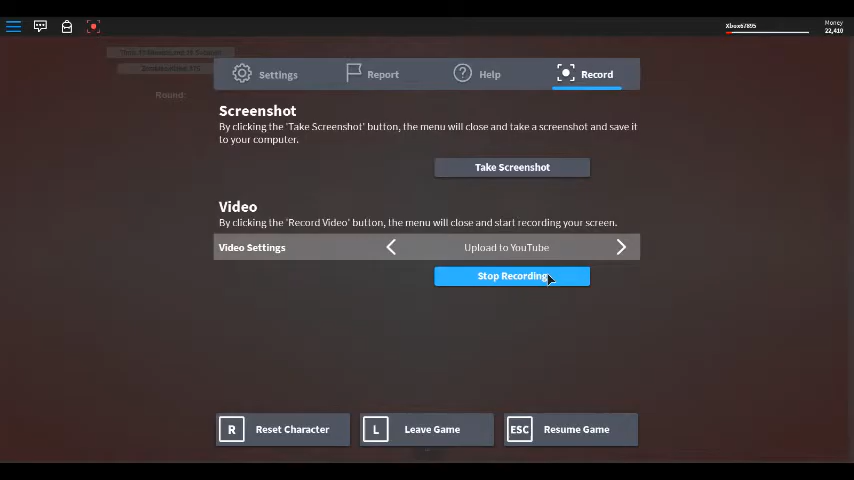 Xbox67895
Money
22,410
Round:
Settings
Report
Help
Record
Screenshot
By clicking the 'Take Screenshot' button, the menu will close and take a screenshot and save it
to your computer.
Take Screenshot
Video
By clicking the 'Record Video' button, the menu will close and start recording your screen.
Video Settings
Upload to YouTube
Stop Recording
R Reset Character
L Leave Game
ESC Resume Game